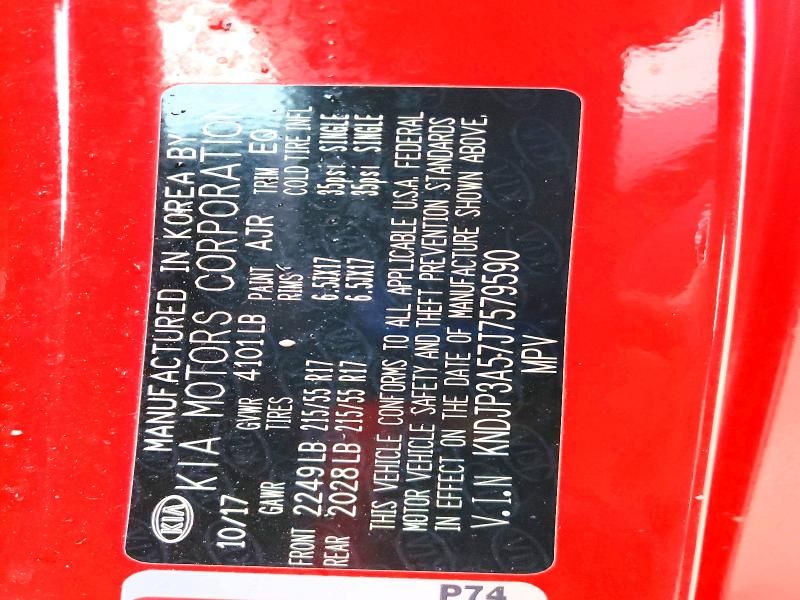 KIA MANUFACTURED IN KOREA BY
KIA MOTORS CORPORATION
10/17 GVWR 4101LB PAINT AJR TRIM EQ
GAWR TIRES RIMS COLD TIRE INFL
FRONT 2249LB 215/55 R17 6.5JX17 35psi SINGLE
REAR 2028LB 215/55 R17 6.5JX17 35psi SINGLE
THIS VEHICLE CONFORMS TO ALL APPLICABLE U.S.A. FEDERAL
MOTOR VEHICLE SAFETY AND THEFT PREVENTION STANDARDS
IN EFFECT ON THE DATE OF MANUFACTURE SHOWN ABOVE.
V.I.N KNDJP3A57J7579590
MPV
P74